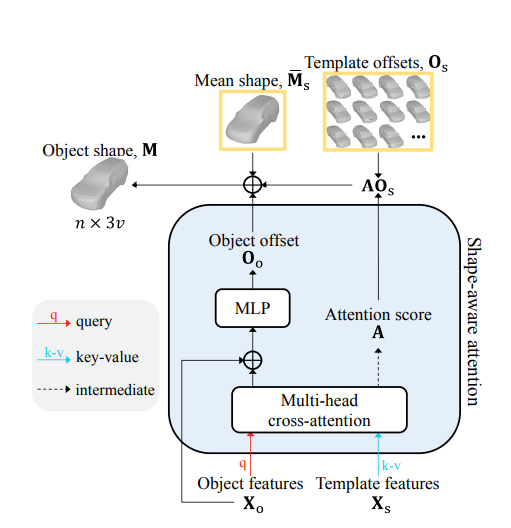 Template offsets, Oₛ
Mean shape, M̅ₛ
...
Object shape, M
n × 3v
AOₛ
Object offset
Oₒ
MLP
Attention score
A
Shape-aware attention
q
query
k-v
key-value
intermediate
Multi-head
cross-attention
q
k-v
Object features
Xₒ
Template features
Xₛ